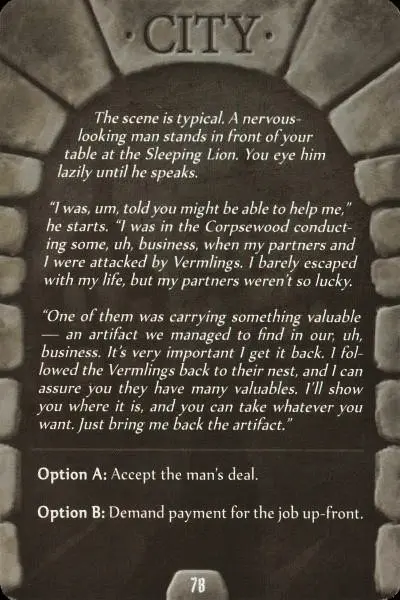 CITY
The scene is typical. A nervous-
looking man stands in front of your
table at the Sleeping Lion. You eye him
lazily until he speaks.
“I was, um, told you might be able to help me,”
he starts. “I was in the Corpsewood conduct-
ing some, uh, business, when my partners and
I were attacked by Vermlings. I barely escaped
with my life, but my partners weren’t so lucky.
“One of them was carrying something valuable
— an artifact we managed to find in our, uh,
business. It’s very important I get it back. I fol-
lowed the Vermlings back to their nest, and I can
assure you they have many valuables. I’ll show
you where it is, and you can take whatever you
want. Just bring me back the artifact.”
Option A: Accept the man’s deal.
Option B: Demand payment for the job up-front.
78